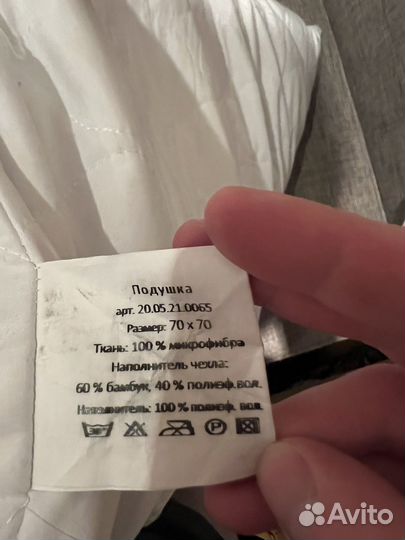 Подушка
арт. 20.05.21.0065
Размер: 70 x 70
Ткань: 100 % микрофибра
Наполнитель чехла:
60 % бамбук, 40 % полиэф.вол.
Наполнитель: 100 % полиэф. вол.
P
Avito